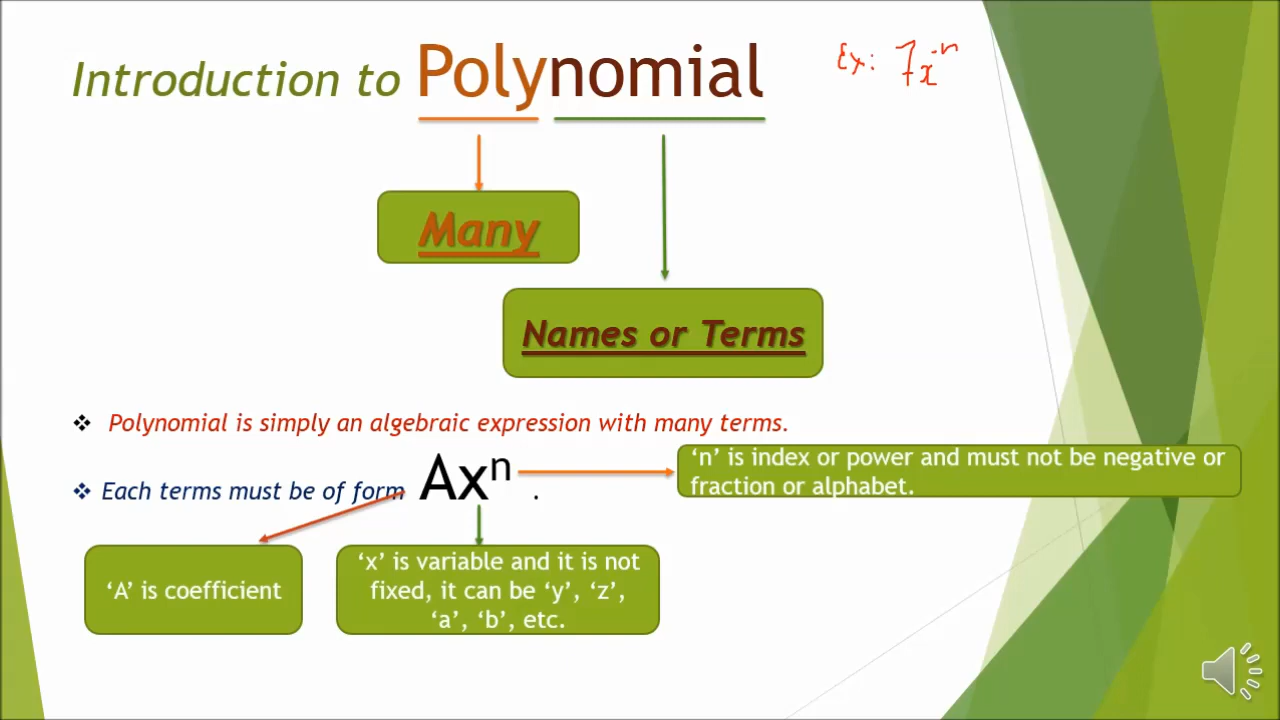 Introduction to Polynomial
Ex: 7x⁻ⁿ
Many
Names or Terms
❖ Polynomial is simply an algebraic expression with many terms.
❖ Each terms must be of form Axⁿ .
‘n’ is index or power and must not be negative or
fraction or alphabet.
‘A’ is coefficient
‘x’ is variable and it is not
fixed, it can be ‘y’, ‘z’,
‘a’, ‘b’, etc.